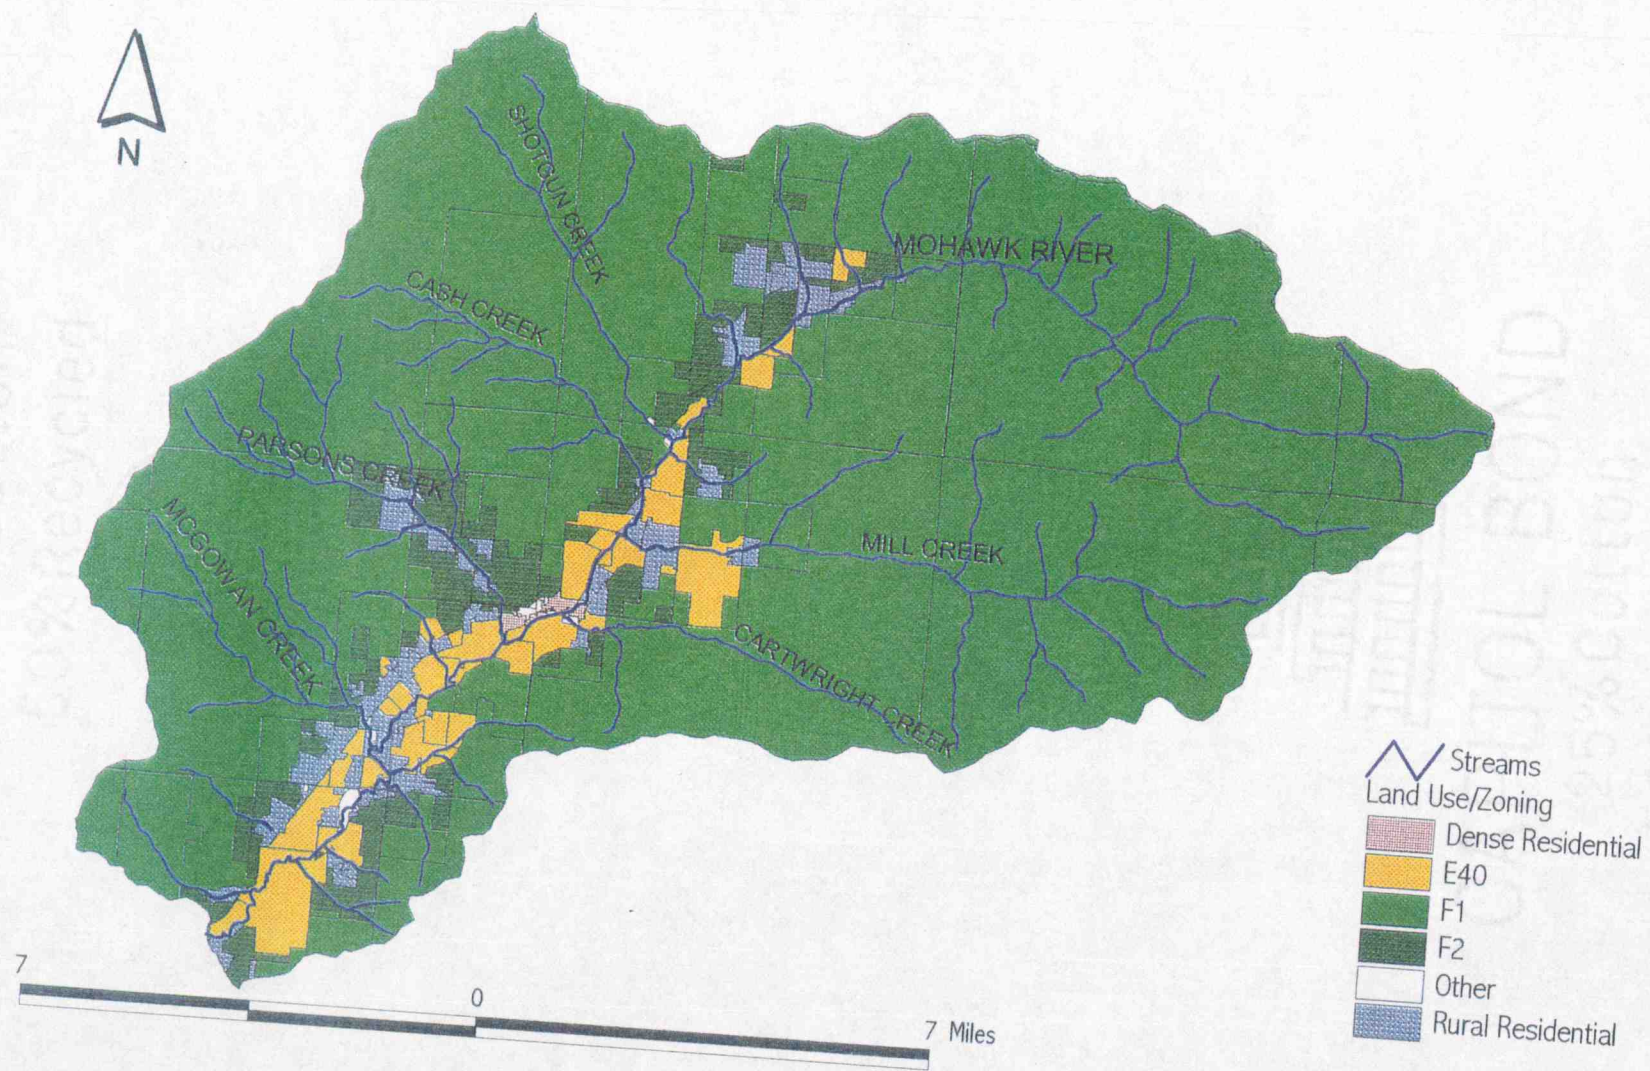 N
SHOTGUN CREEK
MOHAWK RIVER
CASH CREEK
PARSONS CREEK
MCGOWAN CREEK
MILL CREEK
CARTWRIGHT CREEK
Streams
Land Use/Zoning
Dense Residential
E40
F1
F2
Other
Rural Residential
7
0
7 Miles